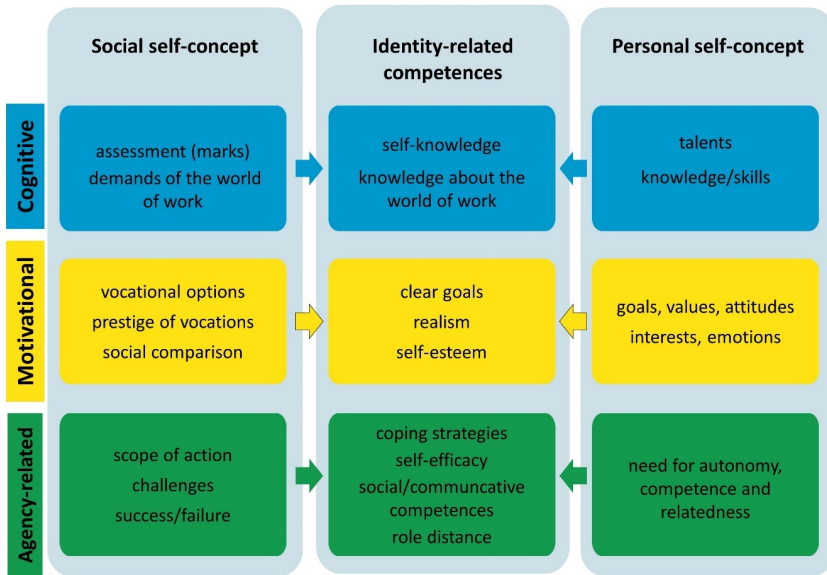 Social self-concept
Identity-related
competences
Personal self-concept
Cognitive
assessment (marks)
demands of the world
of work
self-knowledge
knowledge about the
world of work
talents
knowledge/skills
Motivational
vocational options
prestige of vocations
social comparison
clear goals
realism
self-esteem
goals, values, attitudes
interests, emotions
Agency-related
scope of action
challenges
success/failure
coping strategies
self-efficacy
social/communcative
competences
role distance
need for autonomy,
competence and
relatedness